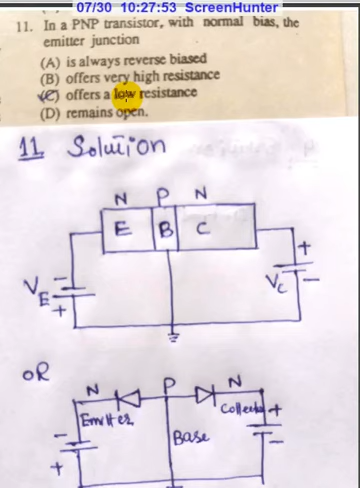 07/30 10:27:53 ScreenHunter
11. In a PNP transistor, with normal bias, the
emitter junction
(A) is always reverse biased
(B) offers very high resistance
(C) offers a low resistance
(D) remains open.
11 Solution
N P N
E B C
VE - +
VC + -
OR
N P N
Emitter Collector
Base
- +
+ -